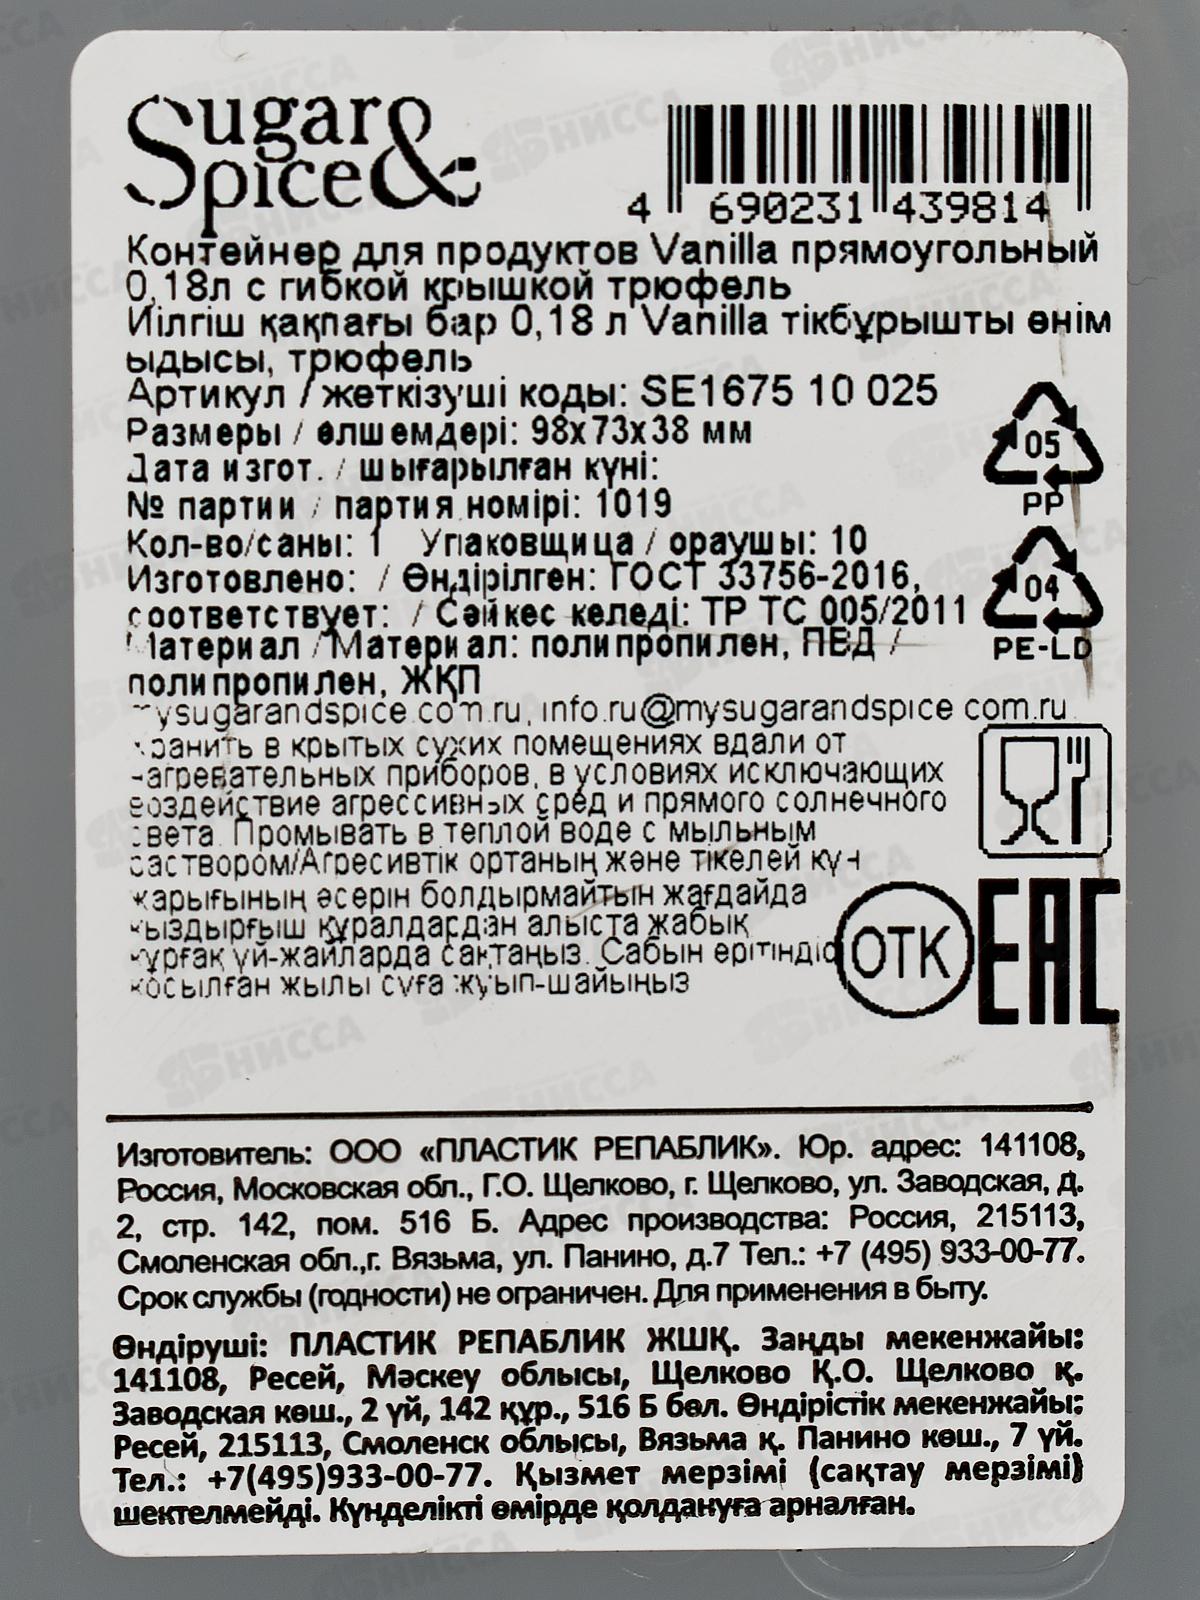 Sugar &
Spice
4 690231 439814
Контейнер для продуктов Vanilla прямоугольный
0,18л с гибкой крышкой трюфель
Иілгіш қақпағы бар 0,18 л Vanilla тікбұрышты өнім
ыдысы, трюфель
Артикул / жеткізуші коды: SE1675 10 025
Размеры / өлшемдері: 98х73х38 мм
Дата изгот. / шығарылған күні:
№ партии / партия номірі: 1019
Кол-во/саны: 1 Упаковщица / ораушы: 10
Изготовлено: / Өндірілген: ГОСТ 33756-2016,
соответствует: / Сәйкес келеді: ТР ТС 005/2011
Материал / Материал: полипропилен, ПВД /
полипропилен, ЖҚП
mysugarandspice.com.ru, info.ru@mysugarandspice.com.ru
хранить в крытых сухих помещениях вдали от
нагревательных приборов, в условиях исключающих
воздействие агрессивных сред и прямого солнечного
света. Промывать в теплой воде с мыльным
раствором/Агресивтік ортаның және тікелей күн
жарығының әсерін болдырмайтын жағдайда
қыздырғыш құралдардан алыста жабық
құрғақ үй-жайларда сақтаңыз. Сабын ерітіндіс
қосылған жылы суға жуып-шайыңыз
05
PP
04
PE-LD
ОТК
EAC
Изготовитель: ООО «ПЛАСТИК РЕПАБЛИК». Юр. адрес: 141108,
Россия, Московская обл., Г.О. Щелково, г. Щелково, ул. Заводская, д.
2, стр. 142, пом. 516 Б. Адрес производства: Россия, 215113,
Смоленская обл.,г. Вязьма, ул. Панино, д.7 Тел.: +7 (495) 933-00-77.
Срок службы (годности) не ограничен. Для применения в быту.
Өндіруші: ПЛАСТИК РЕПАБЛИК ЖШҚ. Заңды мекенжайы:
141108, Ресей, Мәскеу облысы, Щелково Қ.О. Щелково қ.
Заводская көш., 2 үй, 142 құр., 516 Б бөл. Өндірістік мекенжайы:
Ресей, 215113, Смоленск облысы, Вязьма қ. Панино көш., 7 үй.
Тел.: +7(495)933-00-77. Қызмет мерзімі (сақтау мерзімі)
шектелмейді. Күнделікті өмірде қолдануға арналған.